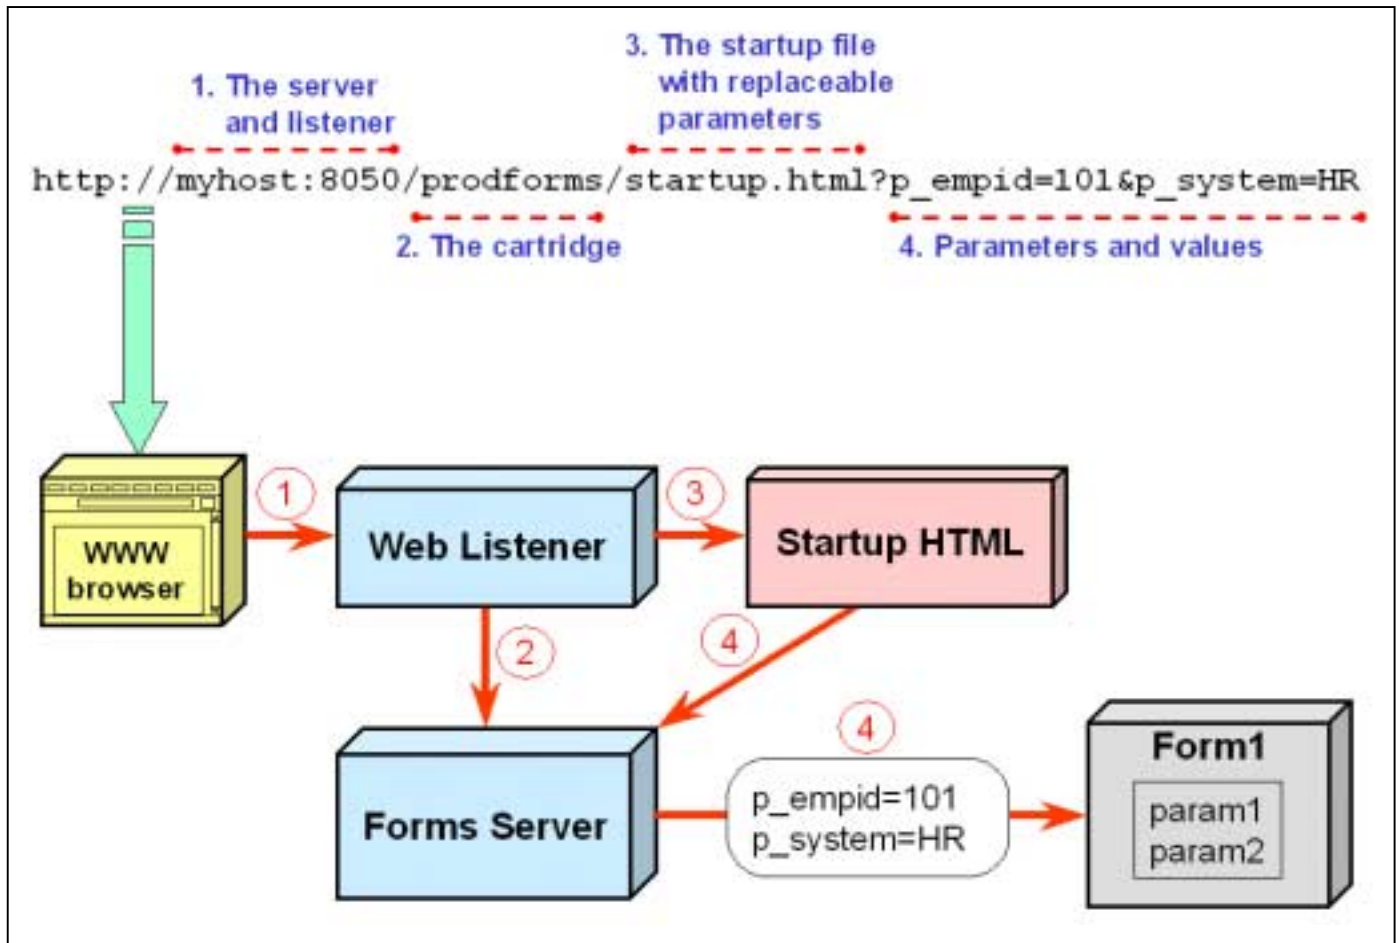 3. The startup file
with replaceable
parameters
1. The server
and listener
http://myhost:8050/prodforms/startup.html?p_empid=101&p_system=HR
2. The cartridge
4. Parameters and values
1
3
WWW
browser
Web Listener
Startup HTML
2
4
4
Forms Server
p_empid=101
p_system=HR
Form1
param1
param2